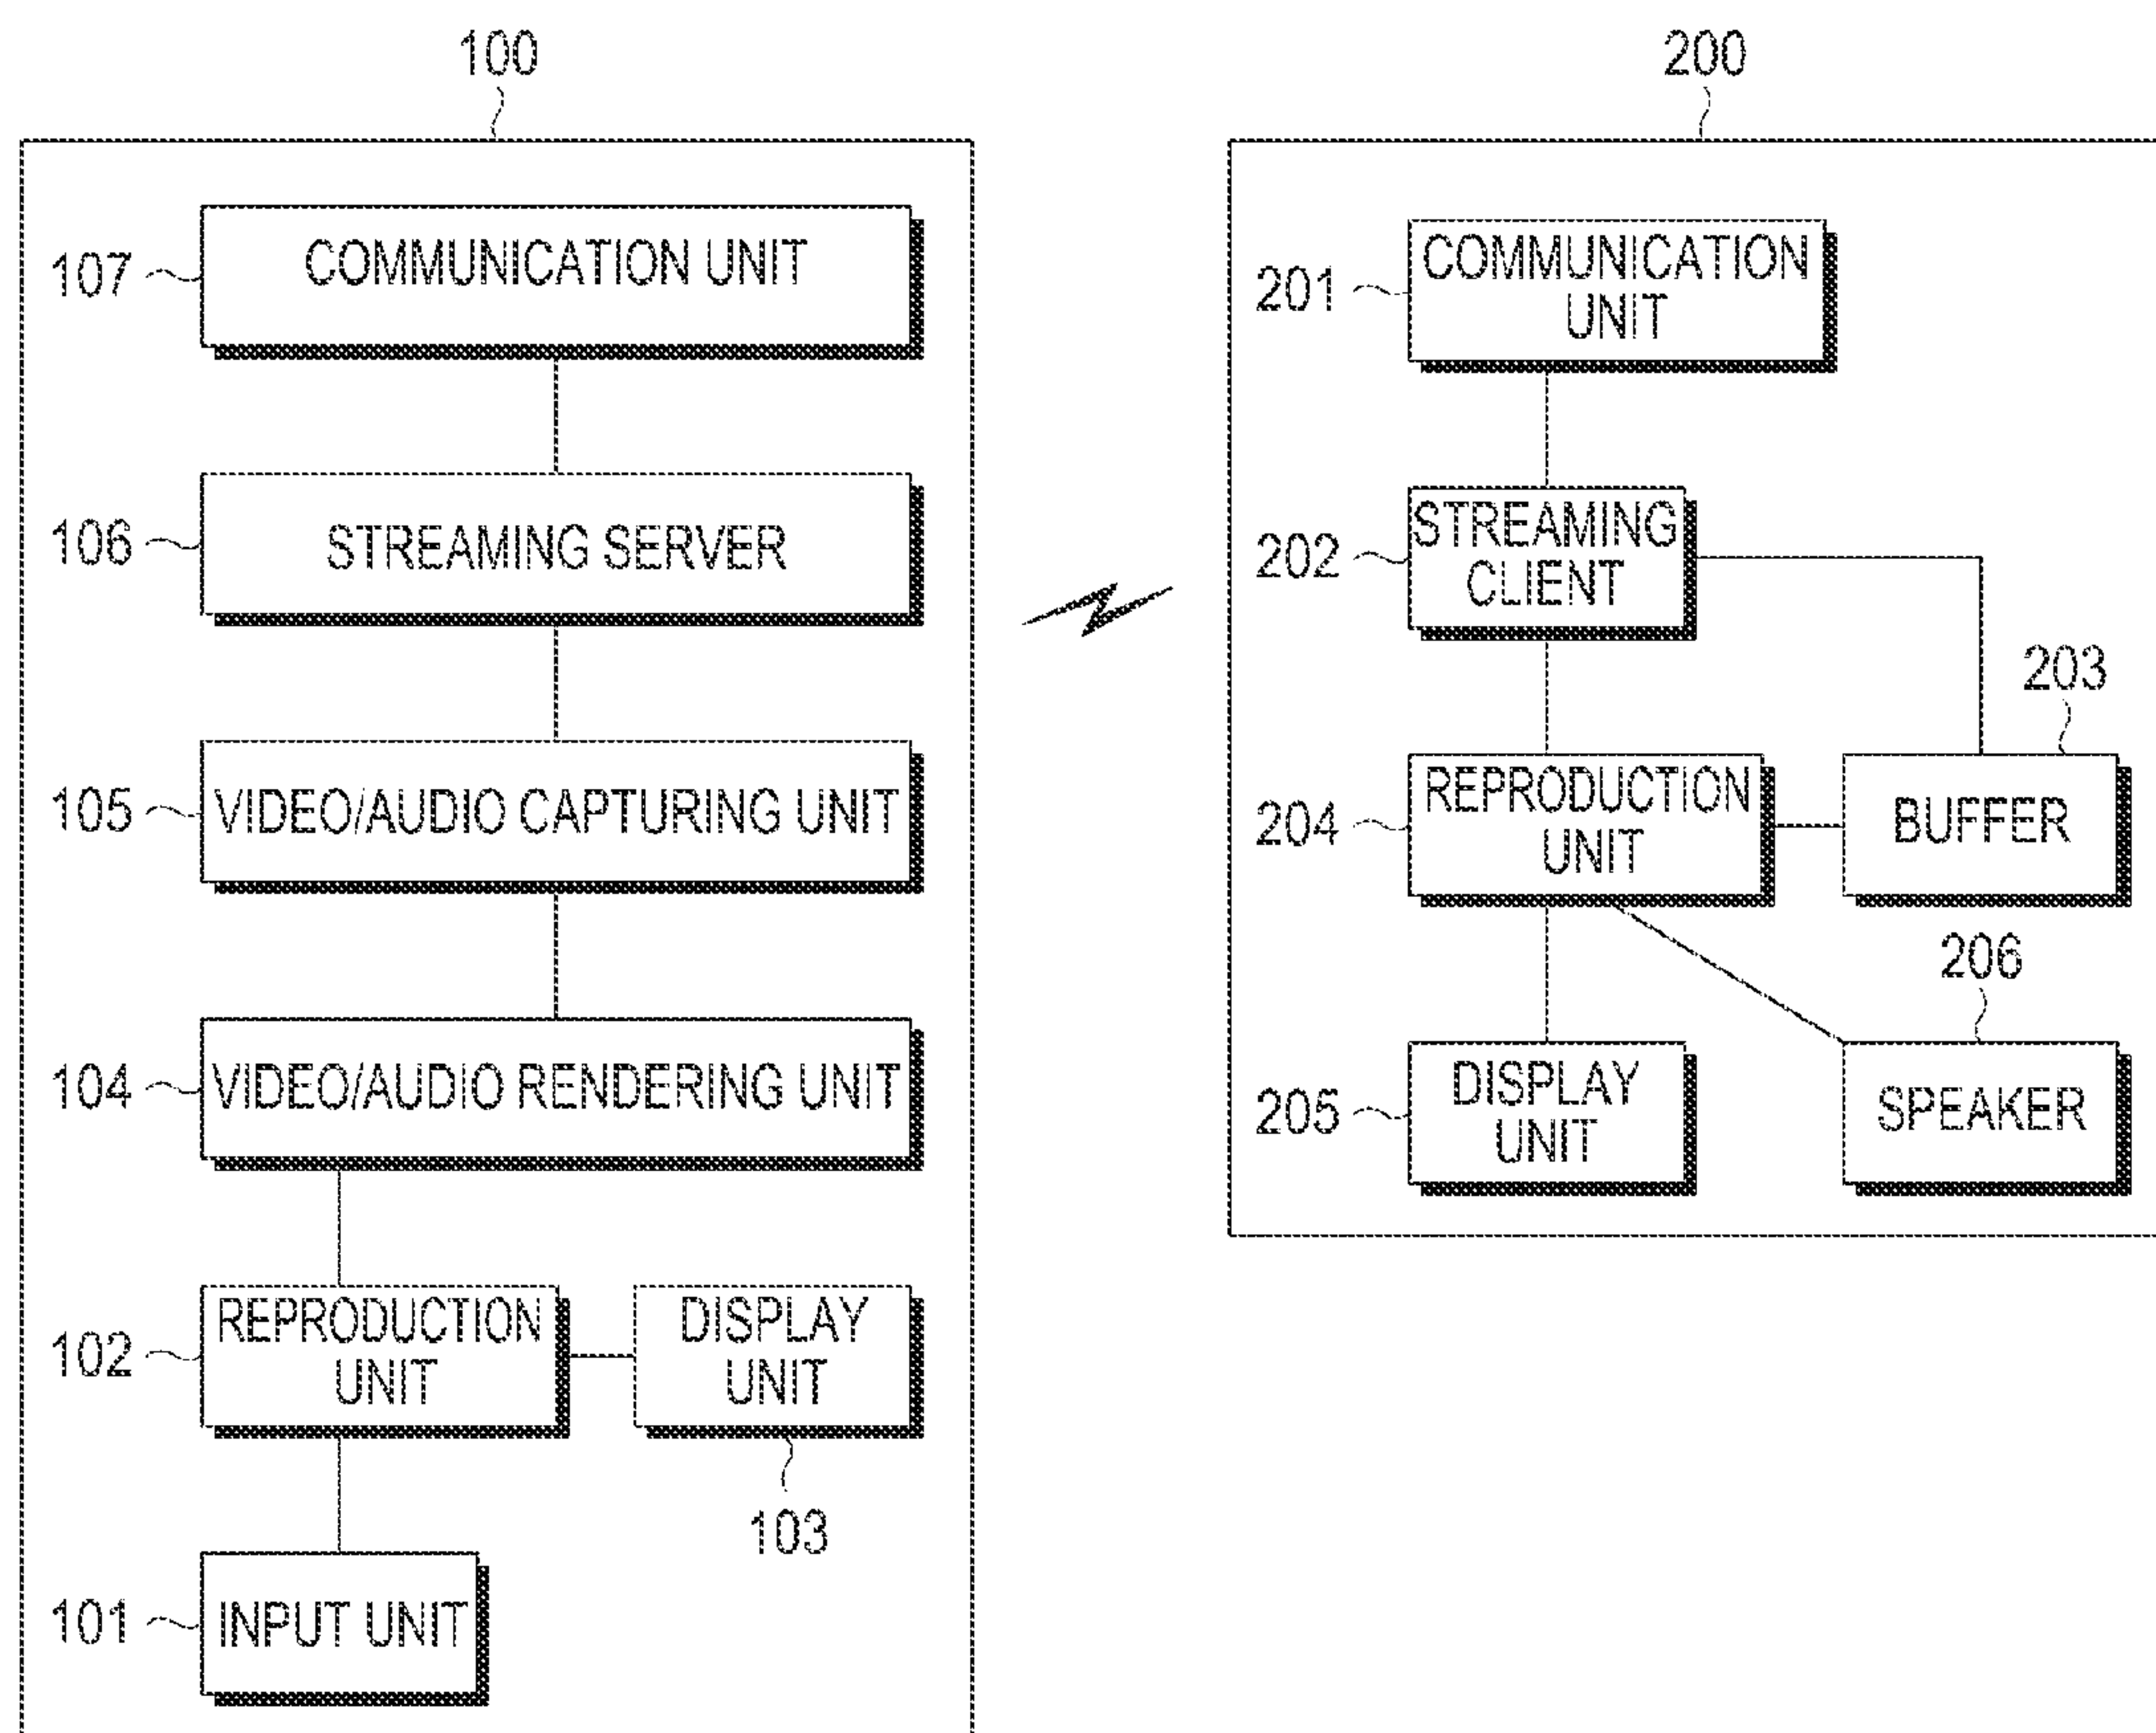 100
107
COMMUNICATION UNIT
106
STREAMING SERVER
105
VIDEO/AUDIO CAPTURING UNIT
104
VIDEO/AUDIO RENDERING UNIT
102
REPRODUCTION
UNIT
DISPLAY
UNIT
103
101
INPUT UNIT
200
201
COMMUNICATION
UNIT
202
STREAMING
CLIENT
203
204
REPRODUCTION
UNIT
BUFFER
206
205
DISPLAY
UNIT
SPEAKER